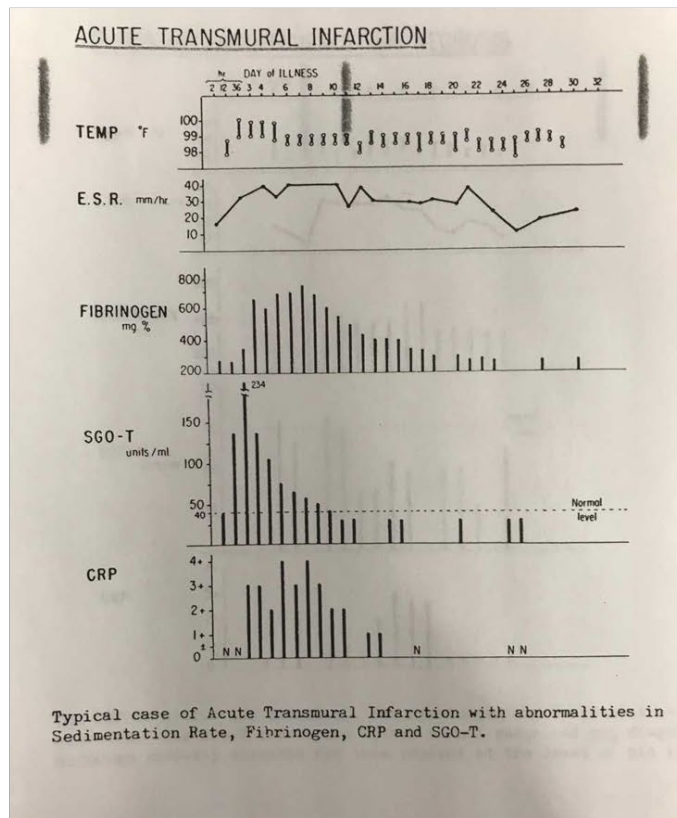 ACUTE TRANSMURAL INFARCTION
hr DAY of ILLNESS
2 12 36 3 4 6 8 10 12 14 16 18 20 22 24 26 28 30 32
TEMP °F
100
99
98
E.S.R. mm/hr
40
30
20
10
FIBRINOGEN
mg %
800
600
400
200
234
SGO-T
units/ml
150
100
50
40
Normal
level
CRP
4+
3+
2+
1+
±
0
N N N N N
Typical case of Acute Transmural Infarction with abnormalities in
Sedimentation Rate, Fibrinogen, CRP and SGO-T.